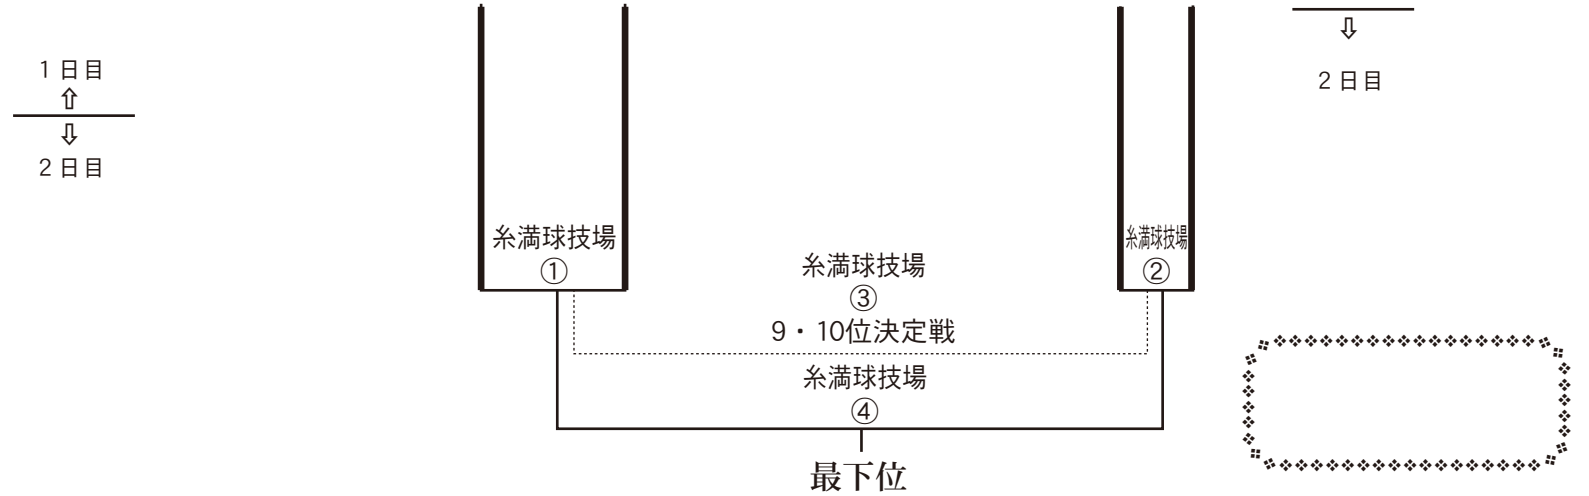 1日目
⇧
⇩
2日目
⇩
2日目
糸満球技場
①
糸満球技場
②
糸満球技場
③
9・10位決定戦
糸満球技場
④
最下位